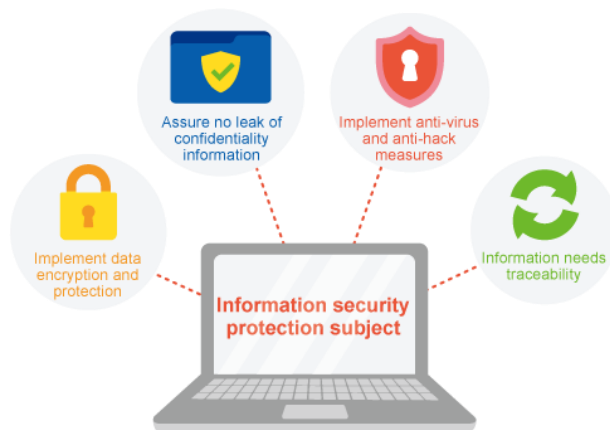 Assure no leak of
confidentiality
information
Implement anti-virus
and anti-hack
measures
Implement data
encryption and
protection
Information needs
traceability
Information security
protection subject